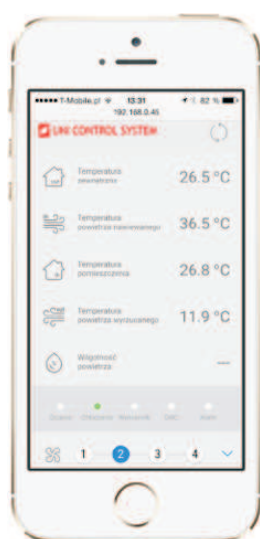 T-Mobile.pl 13:31 82 %
192.168.0.45
UNI CONTROL SYSTEM
Temperatura
zewnętrzna
26.5 °C
Temperatura
powietrza nawiewanego
36.5 °C
Temperatura
pomieszczenia
26.8 °C
Temperatura
powietrza wyrzucanego
11.9 °C
Wilgotność
powietrza
---
1 2 3 4